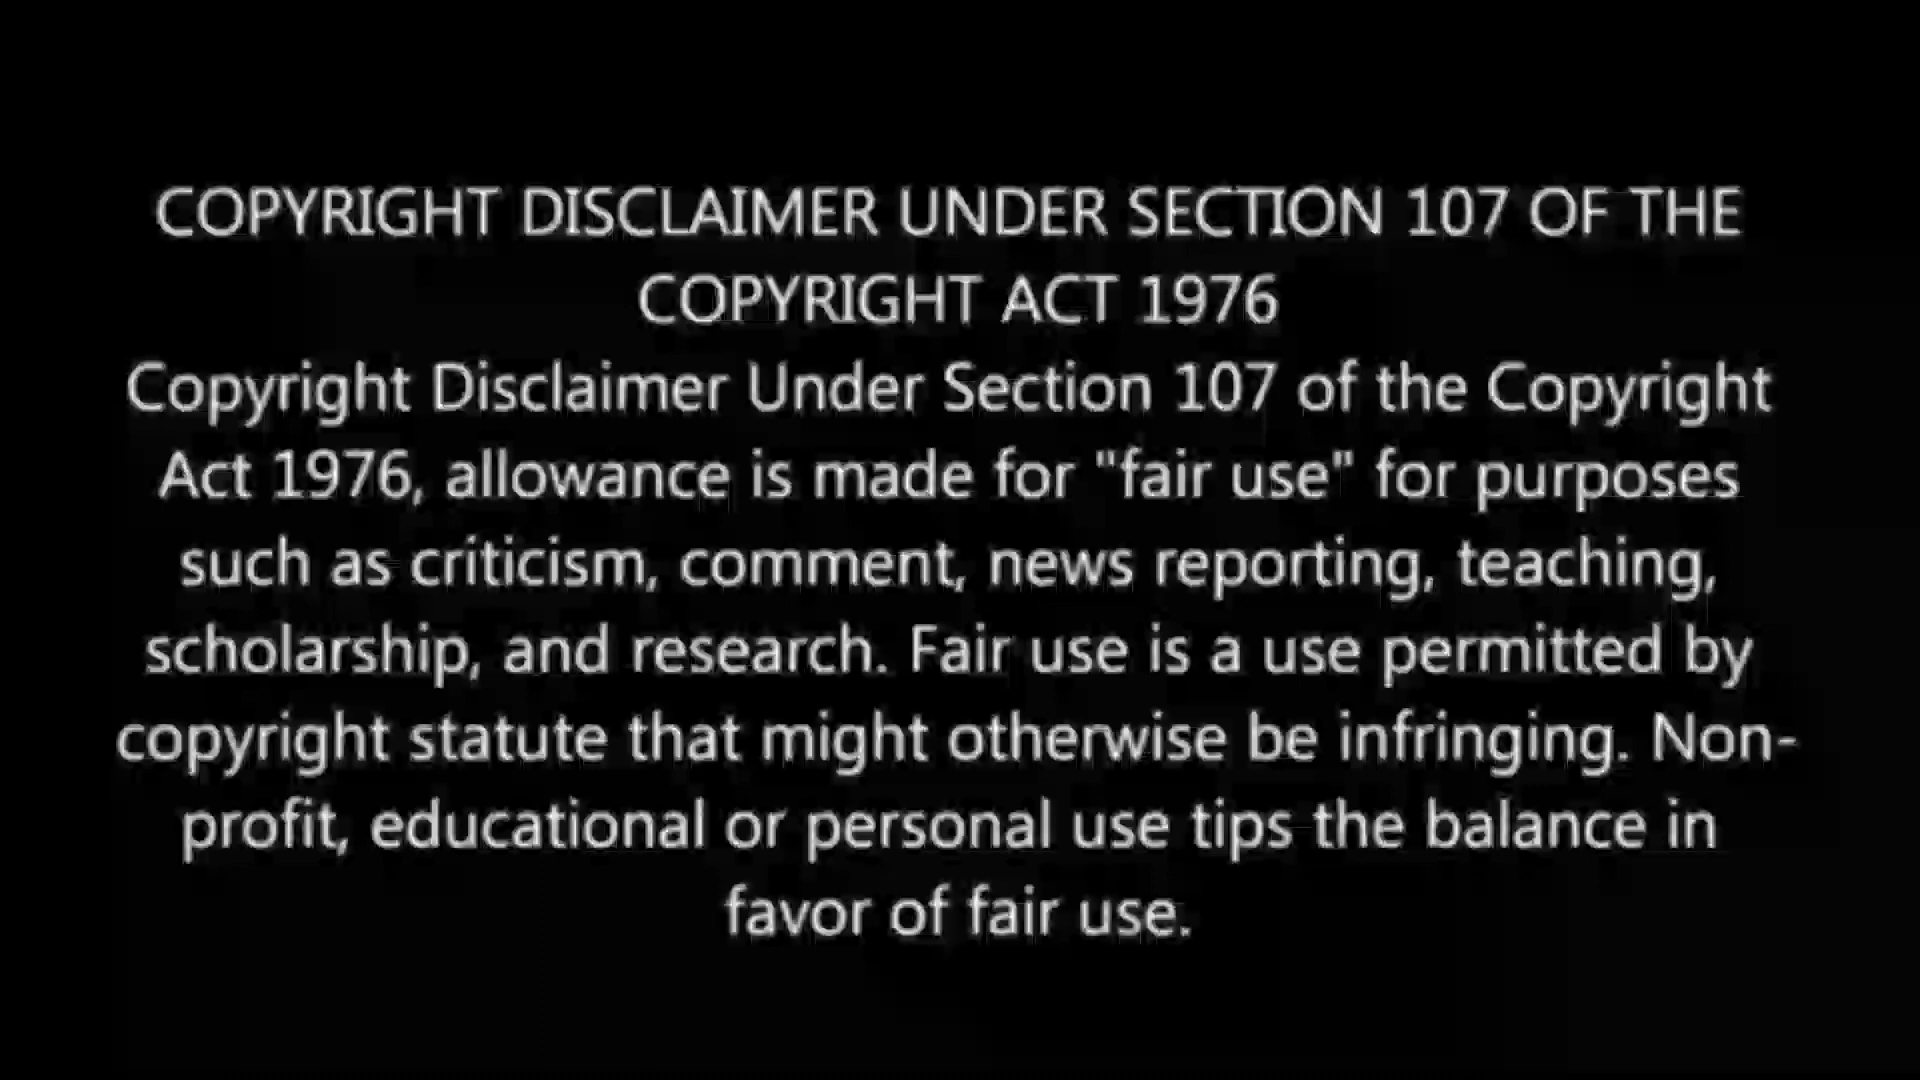 COPYRIGHT DISCLAIMER UNDER SECTION 107 OF THE
COPYRIGHT ACT 1976
Copyright Disclaimer Under Section 107 of the Copyright
Act 1976, allowance is made for "fair use" for purposes
such as criticism, comment, news reporting, teaching,
scholarship, and research. Fair use is a use permitted by
copyright statute that might otherwise be infringing. Non-
profit, educational or personal use tips the balance in
favor of fair use.